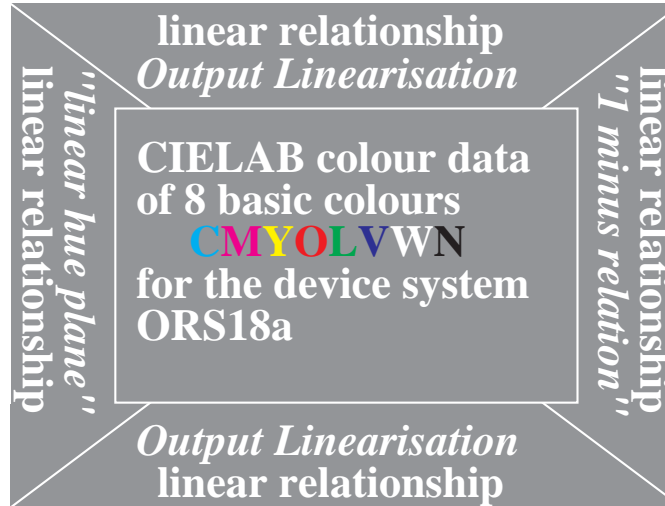 linear relationship
Output Linearisation
linear relationship
"linear hue plane"
CIELAB colour data
of 8 basic colours
CMYOLVWN
for the device system
ORS18a
linear relationship
"1 minus relation"
Output Linearisation
linear relationship